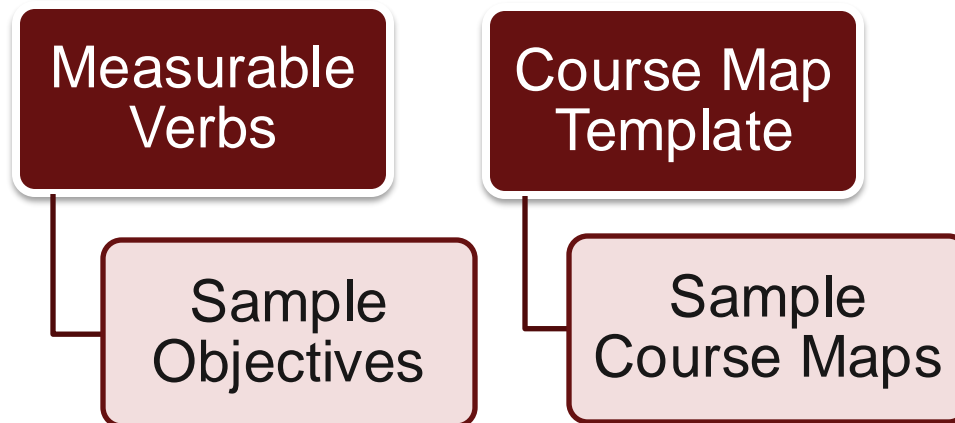 Measurable
Verbs
Sample
Objectives
Course Map
Template
Sample
Course Maps